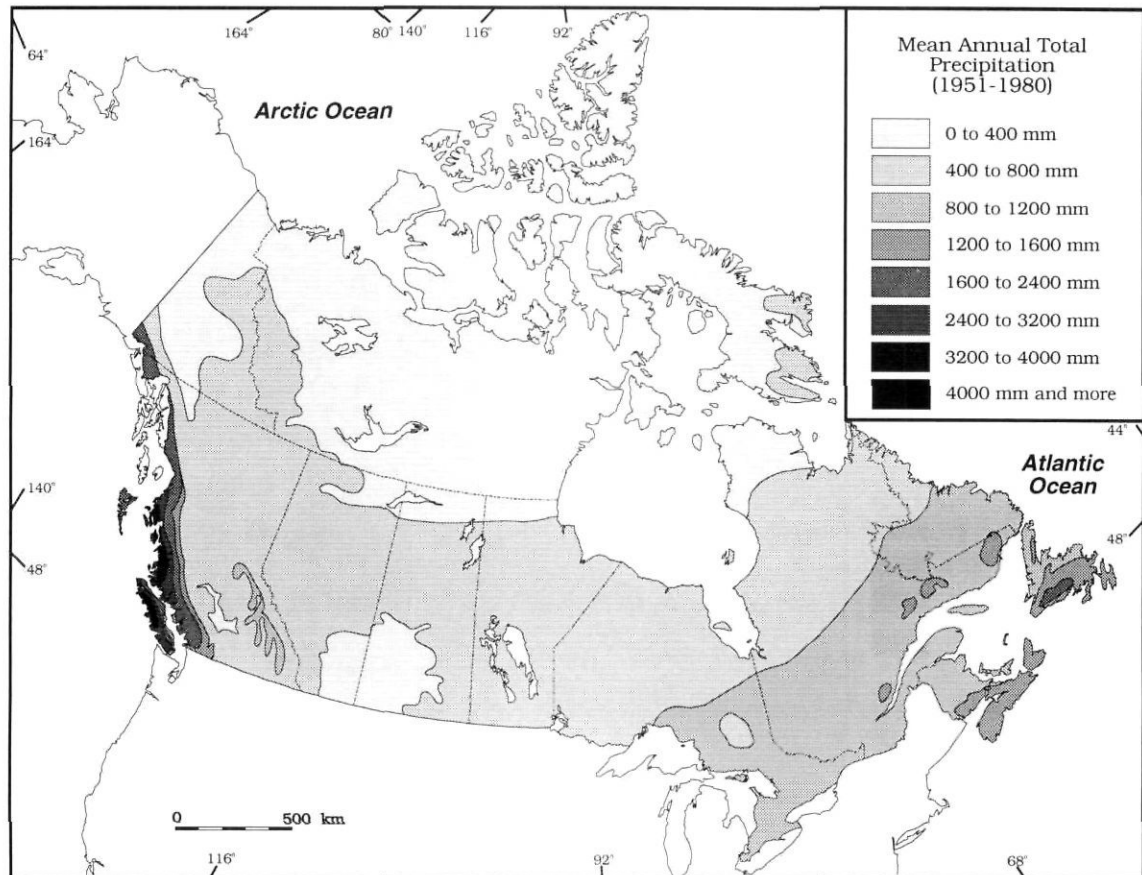 164°
80°
140°
116°
92°
64°
164°
Arctic Ocean
Mean Annual Total
Precipitation
(1951-1980)
0 to 400 mm
400 to 800 mm
800 to 1200 mm
1200 to 1600 mm
1600 to 2400 mm
2400 to 3200 mm
3200 to 4000 mm
4000 mm and more
44°
Atlantic
Ocean
140°
48°
48°
0 500 km
116°
92°
68°